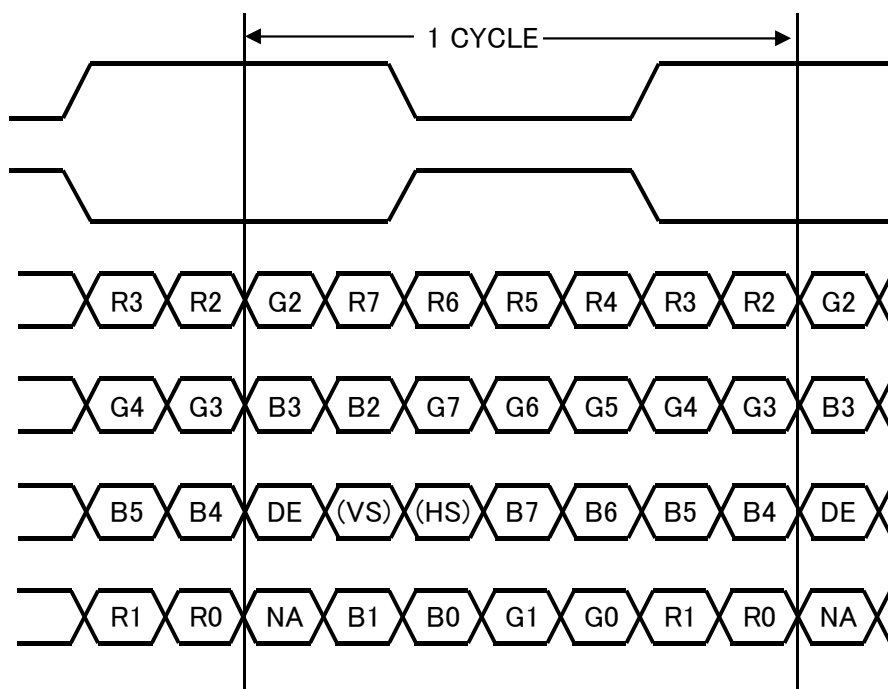 1 CYCLE
R3 R2 G2 R7 R6 R5 R4 R3 R2 G2
G4 G3 B3 B2 G7 G6 G5 G4 G3 B3
B5 B4 DE (VS) (HS) B7 B6 B5 B4 DE
R1 R0 NA B1 B0 G1 G0 R1 R0 NA